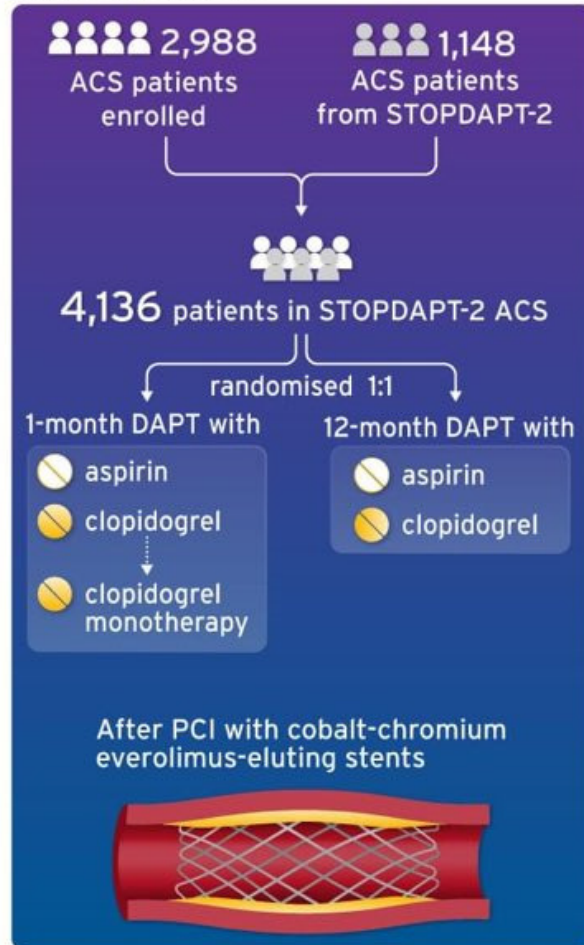 2,988
ACS patients
enrolled
1,148
ACS patients
from STOPDAPT-2
4,136 patients in STOPDAPT-2 ACS
randomised 1:1
1-month DAPT with
aspirin
clopidogrel
clopidogrel
monotherapy
12-month DAPT with
aspirin
clopidogrel
After PCI with cobalt-chromium
everolimus-eluting stents